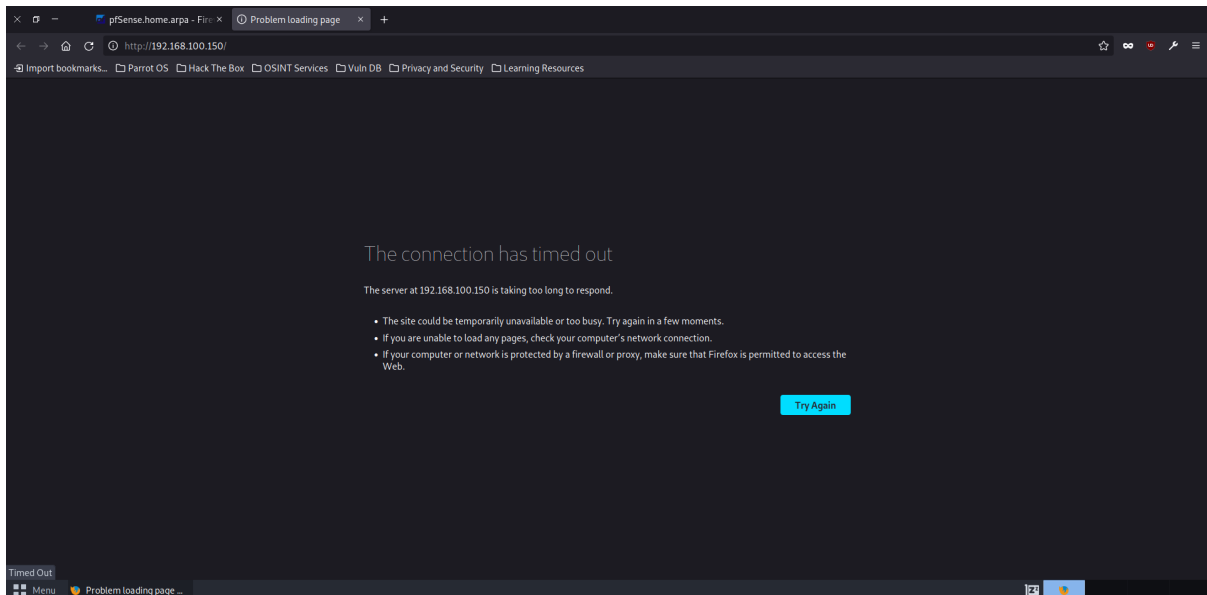 pfSense.home.arpa - Fire
Problem loading page
http://192.168.100.150/
Import bookmarks... Parrot OS Hack The Box OSINT Services Vuln DB Privacy and Security Learning Resources
The connection has timed out
The server at 192.168.100.150 is taking too long to respond.
• The site could be temporarily unavailable or too busy. Try again in a few moments.
• If you are unable to load any pages, check your computer's network connection.
• If your computer or network is protected by a firewall or proxy, make sure that Firefox is permitted to access the
Web.
Try Again
Timed Out
Menu Problem loading page ...